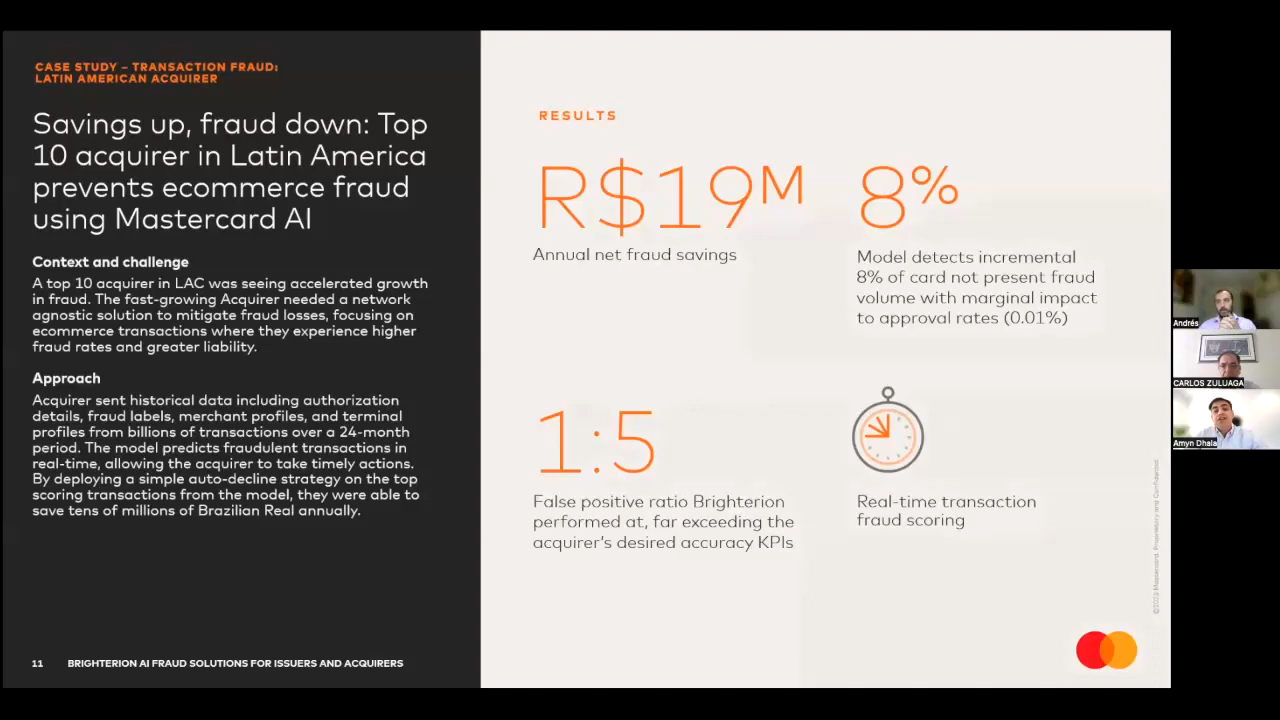 CASE STUDY – TRANSACTION FRAUD:
LATIN AMERICAN ACQUIRER
Savings up, fraud down: Top
10 acquirer in Latin America
prevents ecommerce fraud
using Mastercard AI
Context and challenge
A top 10 acquirer in LAC was seeing accelerated growth
in fraud. The fast-growing Acquirer needed a network
agnostic solution to mitigate fraud losses, focusing on
ecommerce transactions where they experience higher
fraud rates and greater liability.
Approach
Acquirer sent historical data including authorization
details, fraud labels, merchant profiles, and terminal
profiles from billions of transactions over a 24-month
period. The model predicts fraudulent transactions in
real-time, allowing the acquirer to take timely actions.
By deploying a simple auto-decline strategy on the top
scoring transactions from the model, they were able to
save tens of millions of Brazilian Real annually.
11 BRIGHTERION AI FRAUD SOLUTIONS FOR ISSUERS AND ACQUIRERS
RESULTS
R$19M
Annual net fraud savings
8%
Model detects incremental
8% of card not present fraud
volume with marginal impact
to approval rates (0.01%)
1:5
False positive ratio Brighterion
performed at, far exceeding the
acquirer's desired accuracy KPIs
Real-time transaction
fraud scoring
Mastercard. Proprietary and Confidential
Andrés
CARLOS ZULUAGA
Amyn Dhala